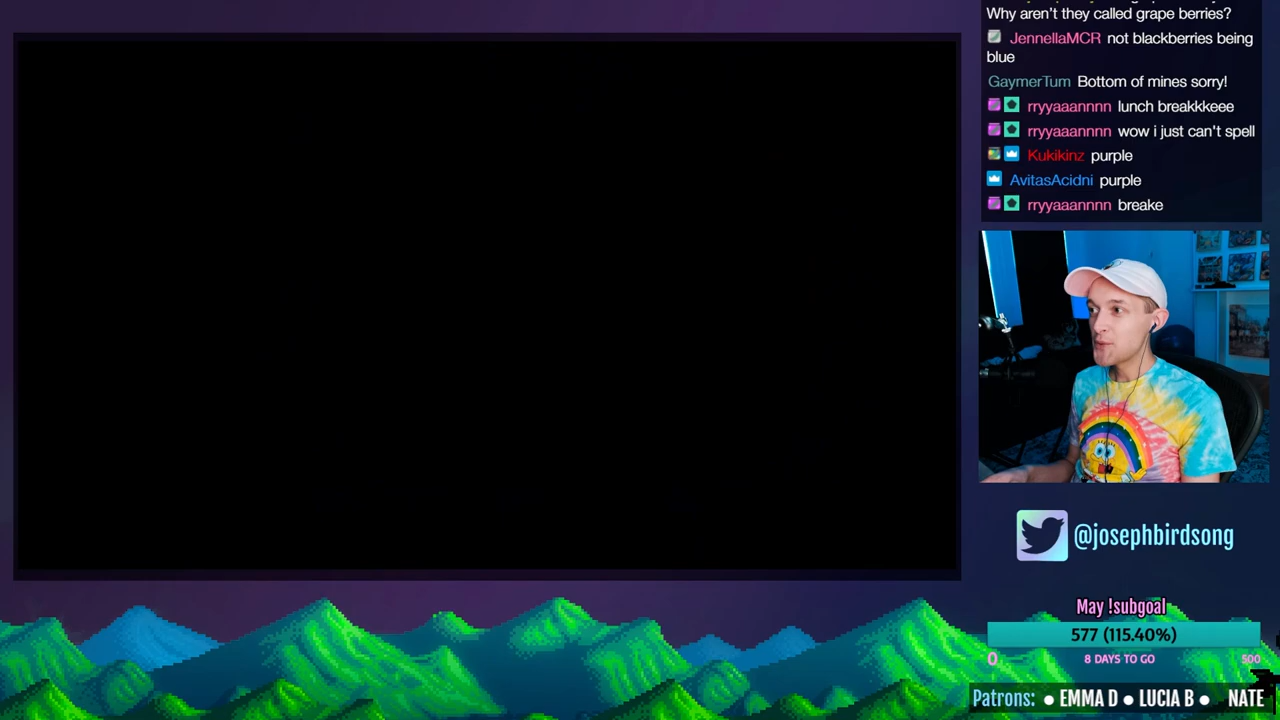 Why aren't they called grape berries?
JennellaMCR not blackberries being
blue
GaymerTum Bottom of mines sorry!
rryyaaannnn lunch breakkkeee
rryyaaannnn wow i just can't spell
Kukikinz purple
AvitasAcidni purple
rryyaaannnn breake
@josephbirdsong
May !subgoal
577 (115.40%)
0 8 DAYS TO GO 500
Patrons: ● EMMA D ● LUCIA B ● NATE